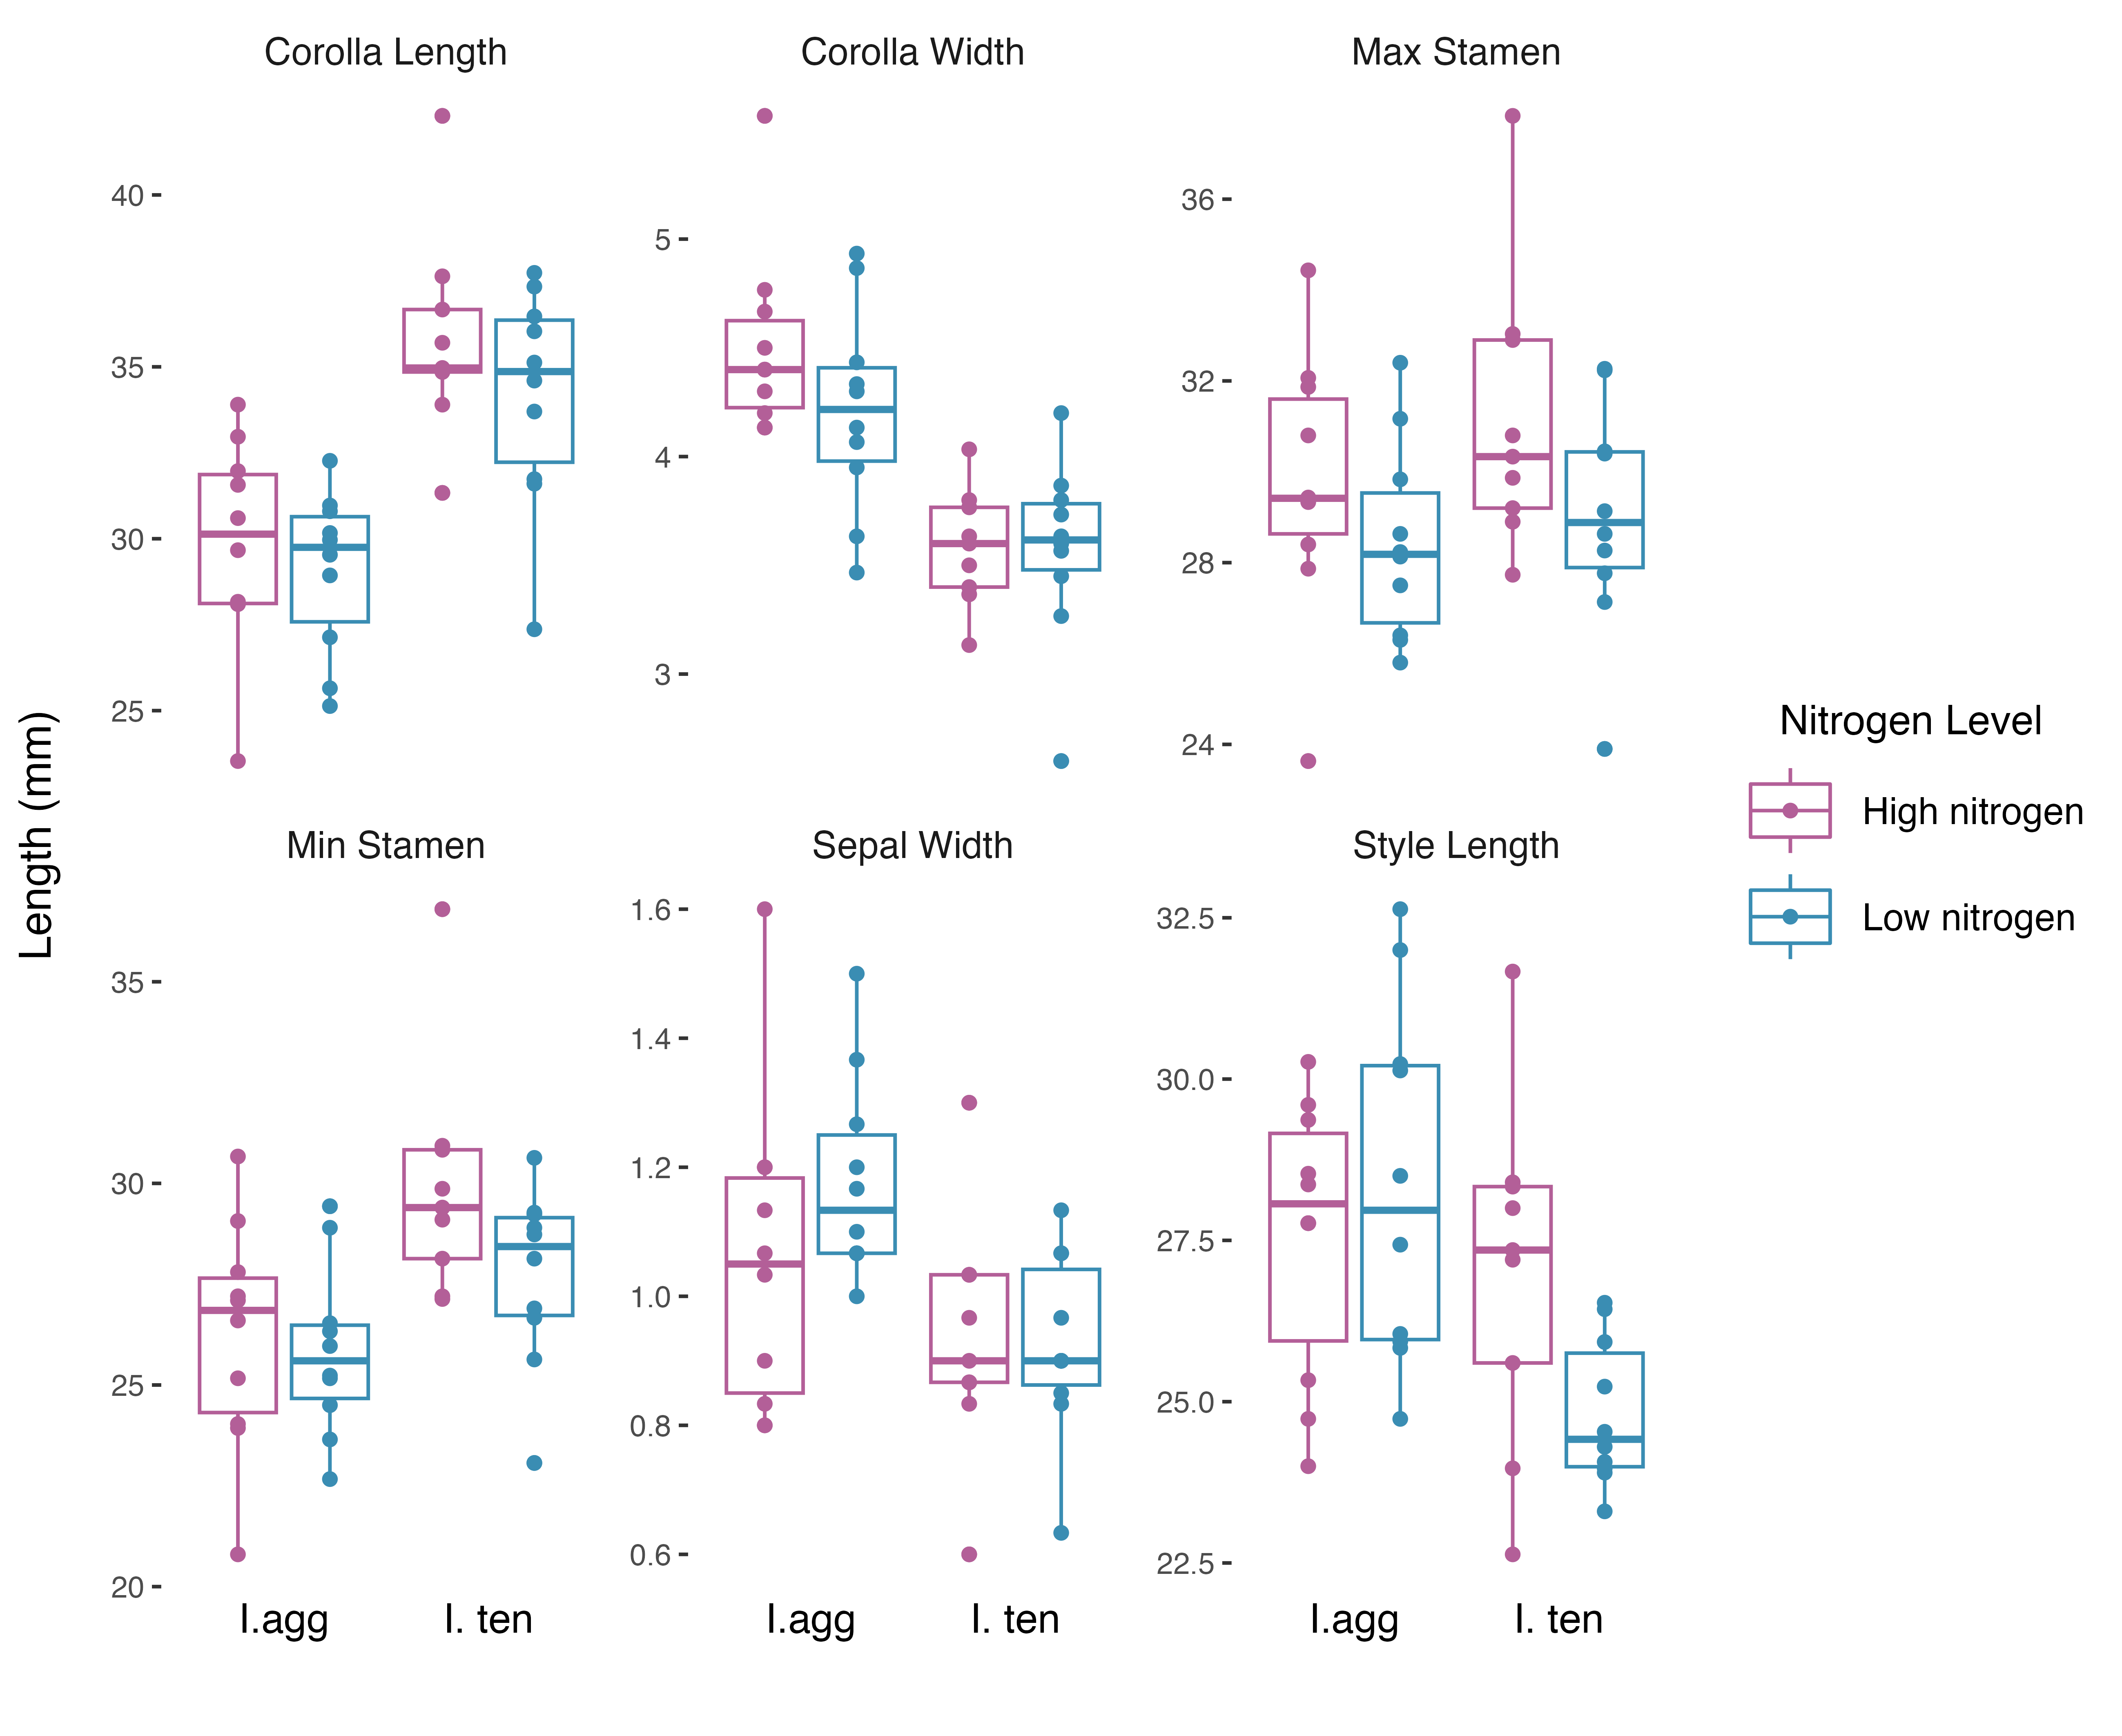 Corolla Length
Corolla Width
Max Stamen
40
35
30
25
5
4
3
36
32
28
24
Length (mm)
Min Stamen
Sepal Width
Style Length
35
30
25
20
1.6
1.4
1.2
1.0
0.8
0.6
32.5
30.0
27.5
25.0
22.5
I.agg
I. ten
I.agg
I. ten
I.agg
I. ten
Nitrogen Level
High nitrogen
Low nitrogen